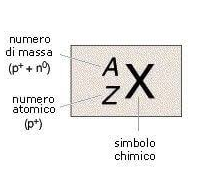 numero
di massa
(p⁺ + n⁰)
A
Z
X
numero
atomico
(p⁺)
simbolo
chimico